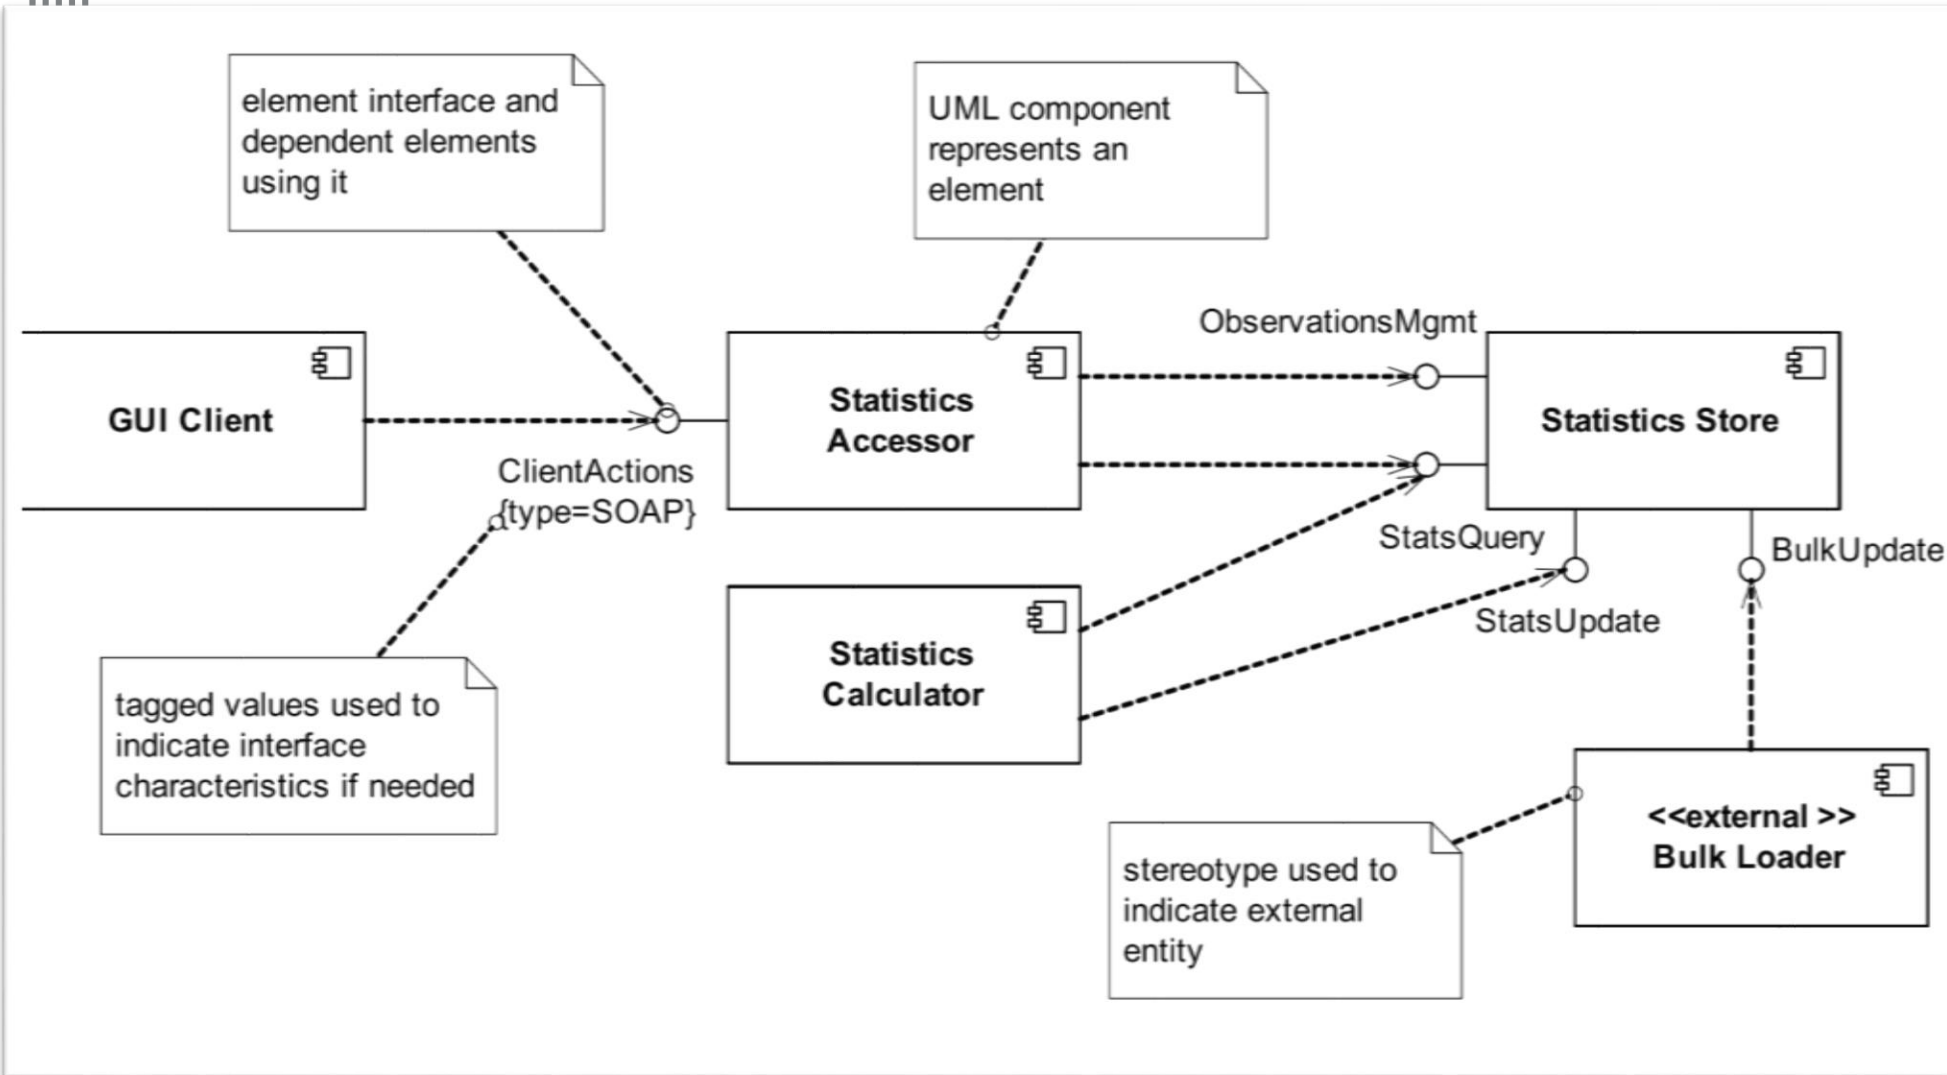 element interface and
dependent elements
using it
UML component
represents an
element
ObservationsMgmt
GUI Client
Statistics
Accessor
Statistics Store
ClientActions
{type=SOAP}
StatsQuery
BulkUpdate
StatsUpdate
Statistics
Calculator
tagged values used to
indicate interface
characteristics if needed
<<external >>
Bulk Loader
stereotype used to
indicate external
entity